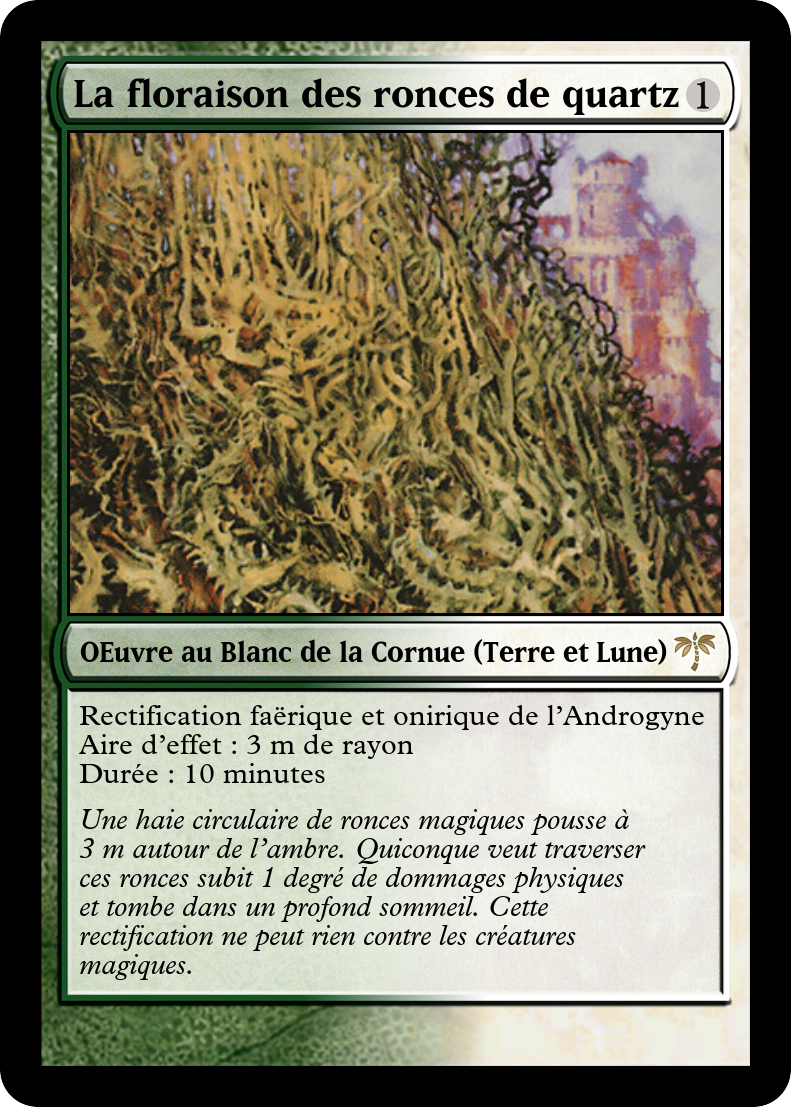 La floraison des ronces de quartz 1
OEuvre au Blanc de la Cornue (Terre et Lune)
Rectification faërique et onirique de l'Androgyne
Aire d'effet : 3 m de rayon
Durée : 10 minutes
Une haie circulaire de ronces magiques pousse à
3 m autour de l'ambre. Quiconque veut traverser
ces ronces subit 1 degré de dommages physiques
et tombe dans un profond sommeil. Cette
rectification ne peut rien contre les créatures
magiques.